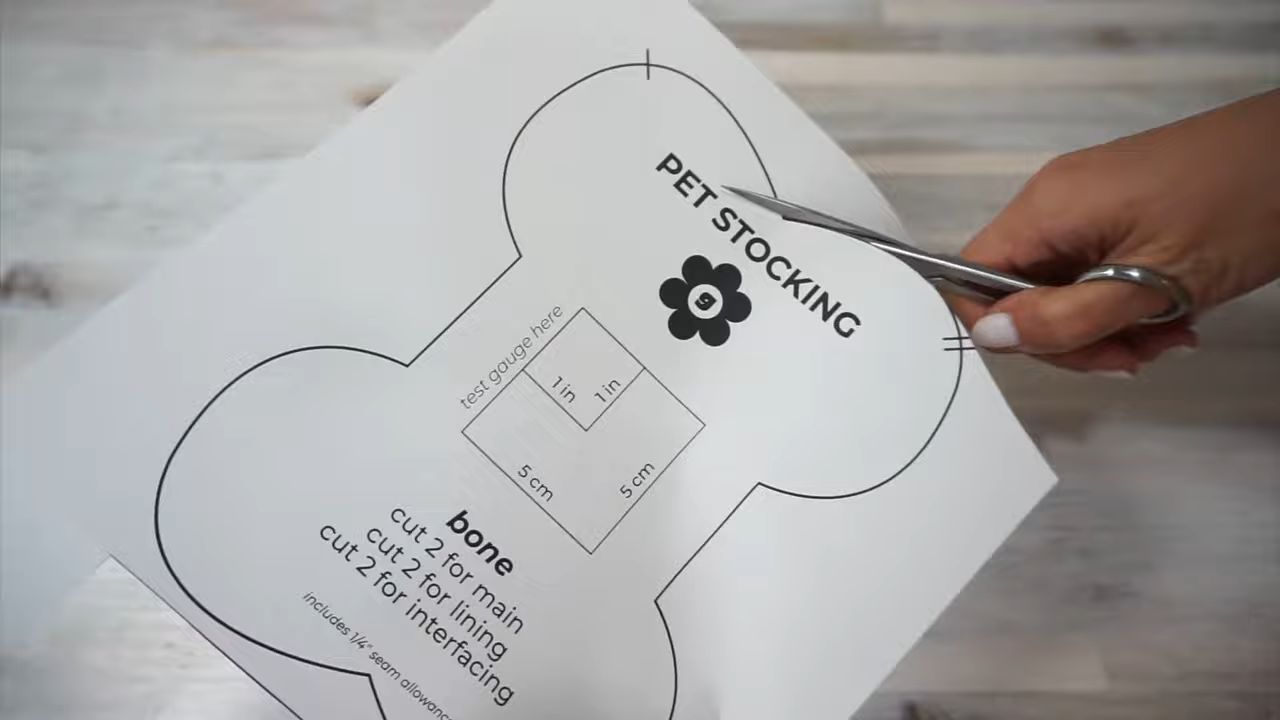 PET STOCKING
g
test gauge here
1 in
1 in
5 cm
5 cm
bone
cut 2 for main
cut 2 for lining
cut 2 for interfacing
includes 1/4" seam